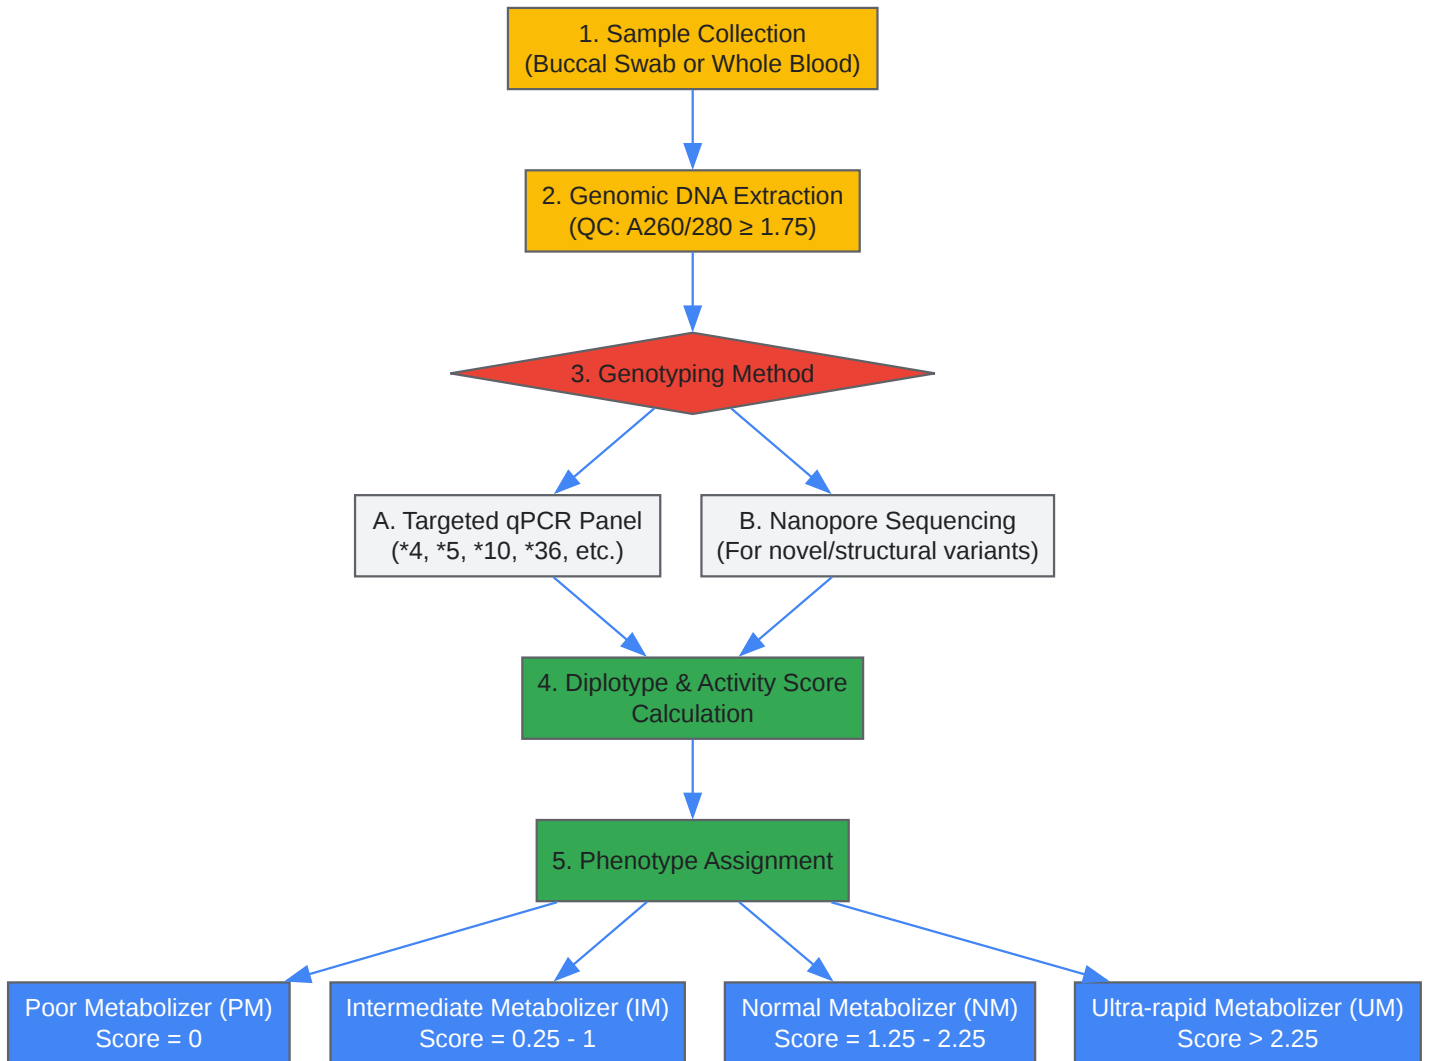 1. Sample Collection
(Buccal Swab or Whole Blood)
2. Genomic DNA Extraction
(QC: A260/280 ≥ 1.75)
3. Genotyping Method
A. Targeted qPCR Panel
(*4, *5, *10, *36, etc.)
B. Nanopore Sequencing
(For novel/structural variants)
4. Diplotype & Activity Score
Calculation
5. Phenotype Assignment
Poor Metabolizer (PM)
Score = 0
Intermediate Metabolizer (IM)
Score = 0.25 - 1
Normal Metabolizer (NM)
Score = 1.25 - 2.25
Ultra-rapid Metabolizer (UM)
Score > 2.25